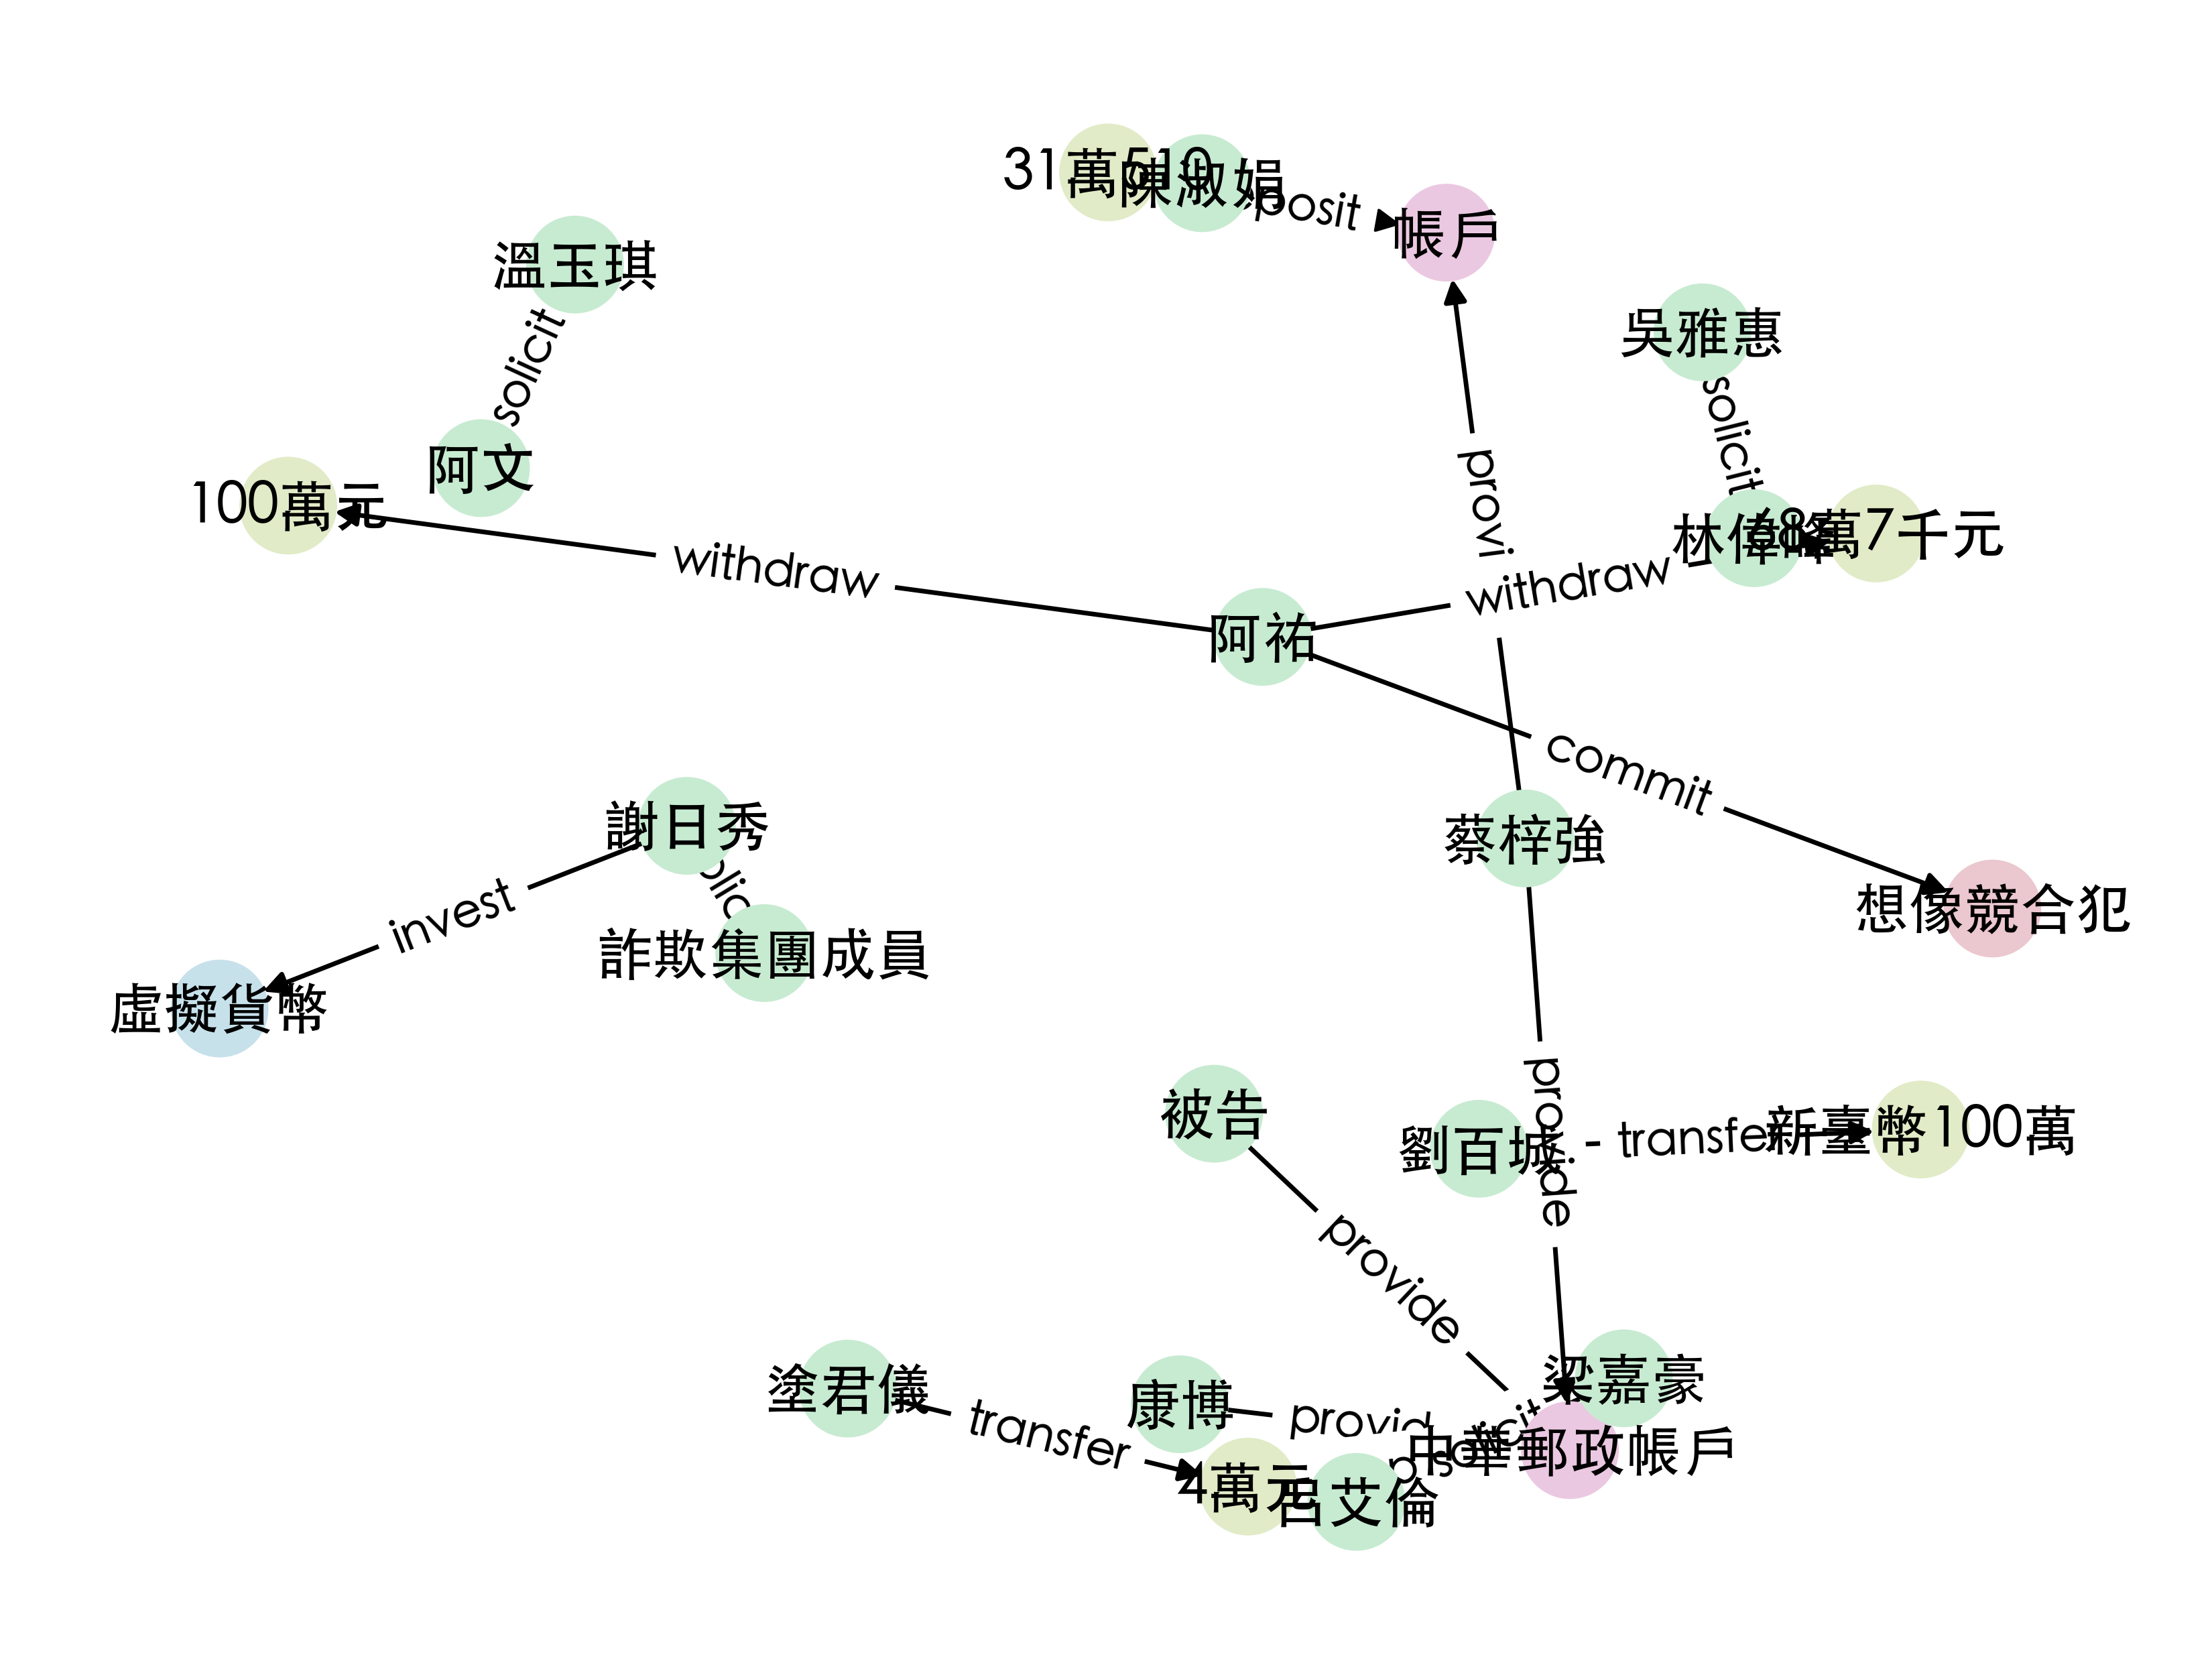 31萬510
陳淑娟
posit
帳戶
溫玉琪
solicit
吳雅惠
solicit
阿文
100萬元
provi
林偉
68萬7千元
withdraw
withdraw
阿祐
commit
謝日秀
蔡梓強
invest
想像競合犯
詐欺集團成員
虛擬貨幣
provide
被告
劉百城
transfer
新臺幣100萬
provide
塗君儀
transfer
康博
梁嘉豪
中華郵政帳戶
4萬元
呂艾倫